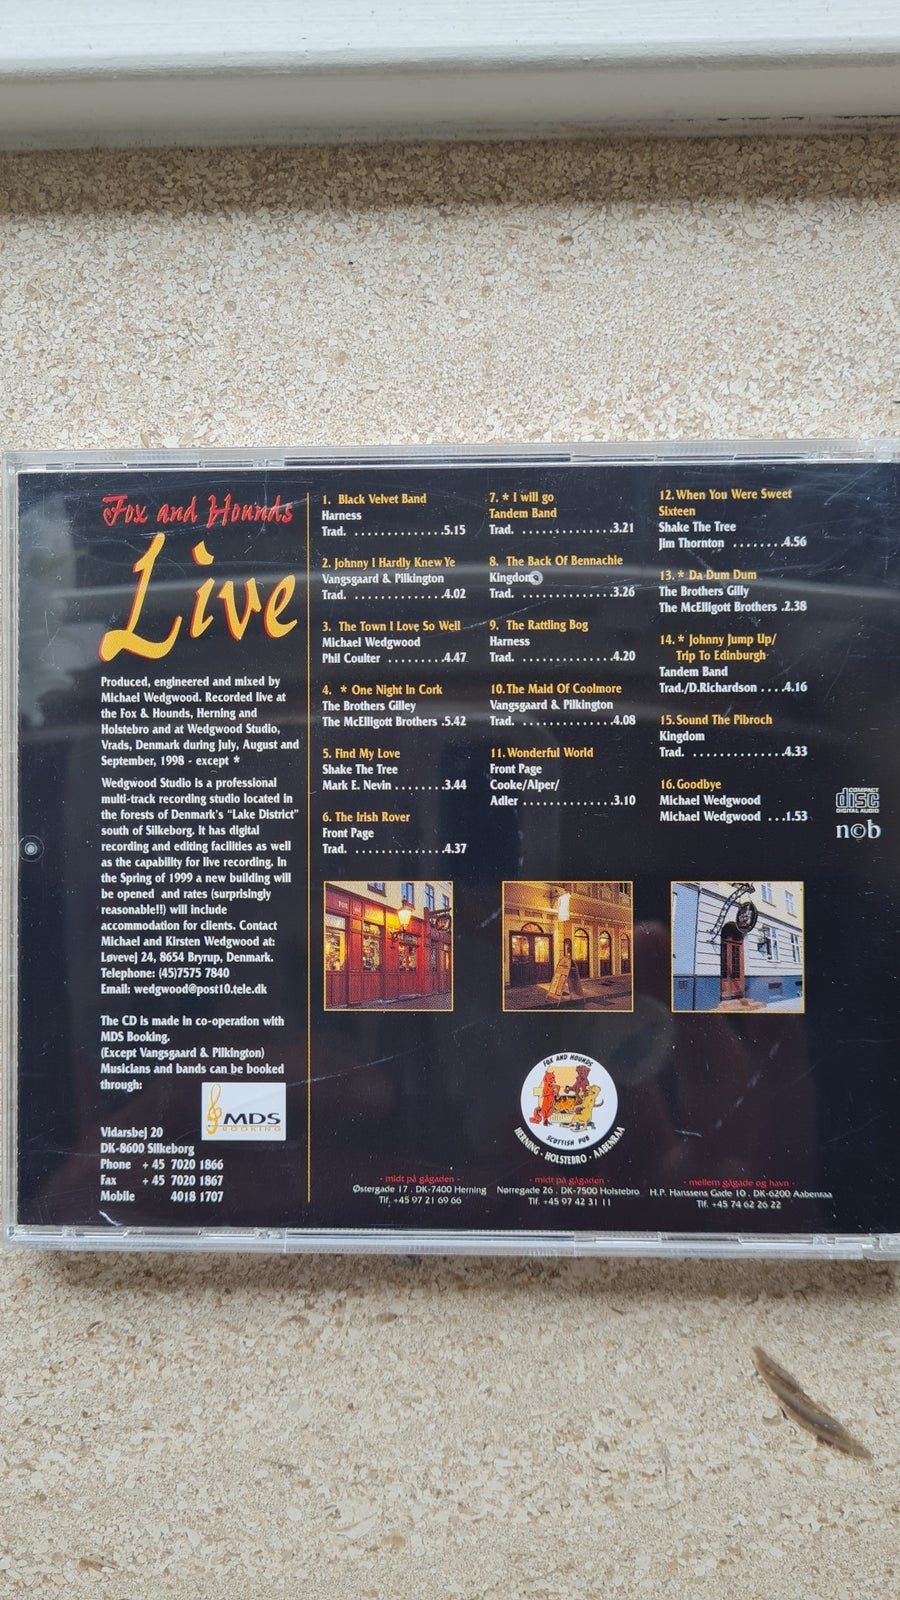 Fox and Hounds
Live
Produced, engineered and mixed by
Michael Wedgwood. Recorded live at
the Fox & Hounds, Herning and
Holstebro and at Wedgwood Studio,
Vrads, Denmark during July, August and
September, 1998 - except *
Wedgwood Studio is a professional
multi-track recording studio located in
the forests of Denmark's "Lake District"
south of Silkeborg. It has digital
recording and editing facilities as well
as the capability for live recording. In
the Spring of 1999 a new building will
be opened and rates (surprisingly
reasonable!!) will include
accommodation for clients. Contact
Michael and Kirsten Wedgwood at:
Løvevej 24, 8654 Bryrup, Denmark.
Telephone: (45)7575 7840
Email: wedgwood@post10.tele.dk
The CD is made in co-operation with
MDS Booking.
(Except Vangsgaard & Pilkington)
Musicians and bands can be booked
through:
MDS
BOOKING
Vidarsbej 20
DK-8600 Silkeborg
Phone + 45 7020 1866
Fax + 45 7020 1867
Mobile 4018 1707
1. Black Velvet Band
Harness
Trad. ..............5.15
2. Johnny I Hardly Knew Ye
Vangsgaard & Pilkington
Trad. ..............4.02
3. The Town I Love So Well
Michael Wedgwood
Phil Coulter ........4.47
4. * One Night In Cork
The Brothers Gilley
The McElligott Brothers .5.42
5. Find My Love
Shake The Tree
Mark E. Nevin ........3.44
6. The Irish Rover
Front Page
Trad. ..............4.37
7. * I will go
Tandem Band
Trad. ..............3.21
8. The Back Of Bennachie
Kingdom
Trad. ..............3.26
9. The Rattling Bog
Harness
Trad. ..............4.20
10. The Maid Of Coolmore
Vangsgaard & Pilkington
Trad. ..............4.08
11. Wonderful World
Front Page
Cooke/Alper/
Adler ..............3.10
12. When You Were Sweet
Sixteen
Shake The Tree
Jim Thornton ........4.56
13. * Da Dum Dum
The Brothers Gilly
The McElligott Brothers .2.38
14. * Johnny Jump Up/
Trip To Edinburgh
Tandem Band
Trad./D.Richardson ....4.16
15. Sound The Pibroch
Kingdom
Trad. ..............4.33
16. Goodbye
Michael Wedgwood
Michael Wedgwood ...1.53
COMPACT
disc
DIGITAL AUDIO
n©b
FOX AND HOUNDS
SCOTTISH PUB
HERNING - HOLSTEBRO - AABENRAA
- midt på gågaden -
Østergade 17 . DK-7400 Herning
Tlf. +45 97 21 69 66
- midt på gågaden -
Nørregade 26 . DK-7500 Holstebro
Tlf. +45 97 42 31 11
- mellem gågade og havn -
H.P. Hanssens Gade 10 . DK-6200 Aabenraa
Tlf. +45 74 62 26 22